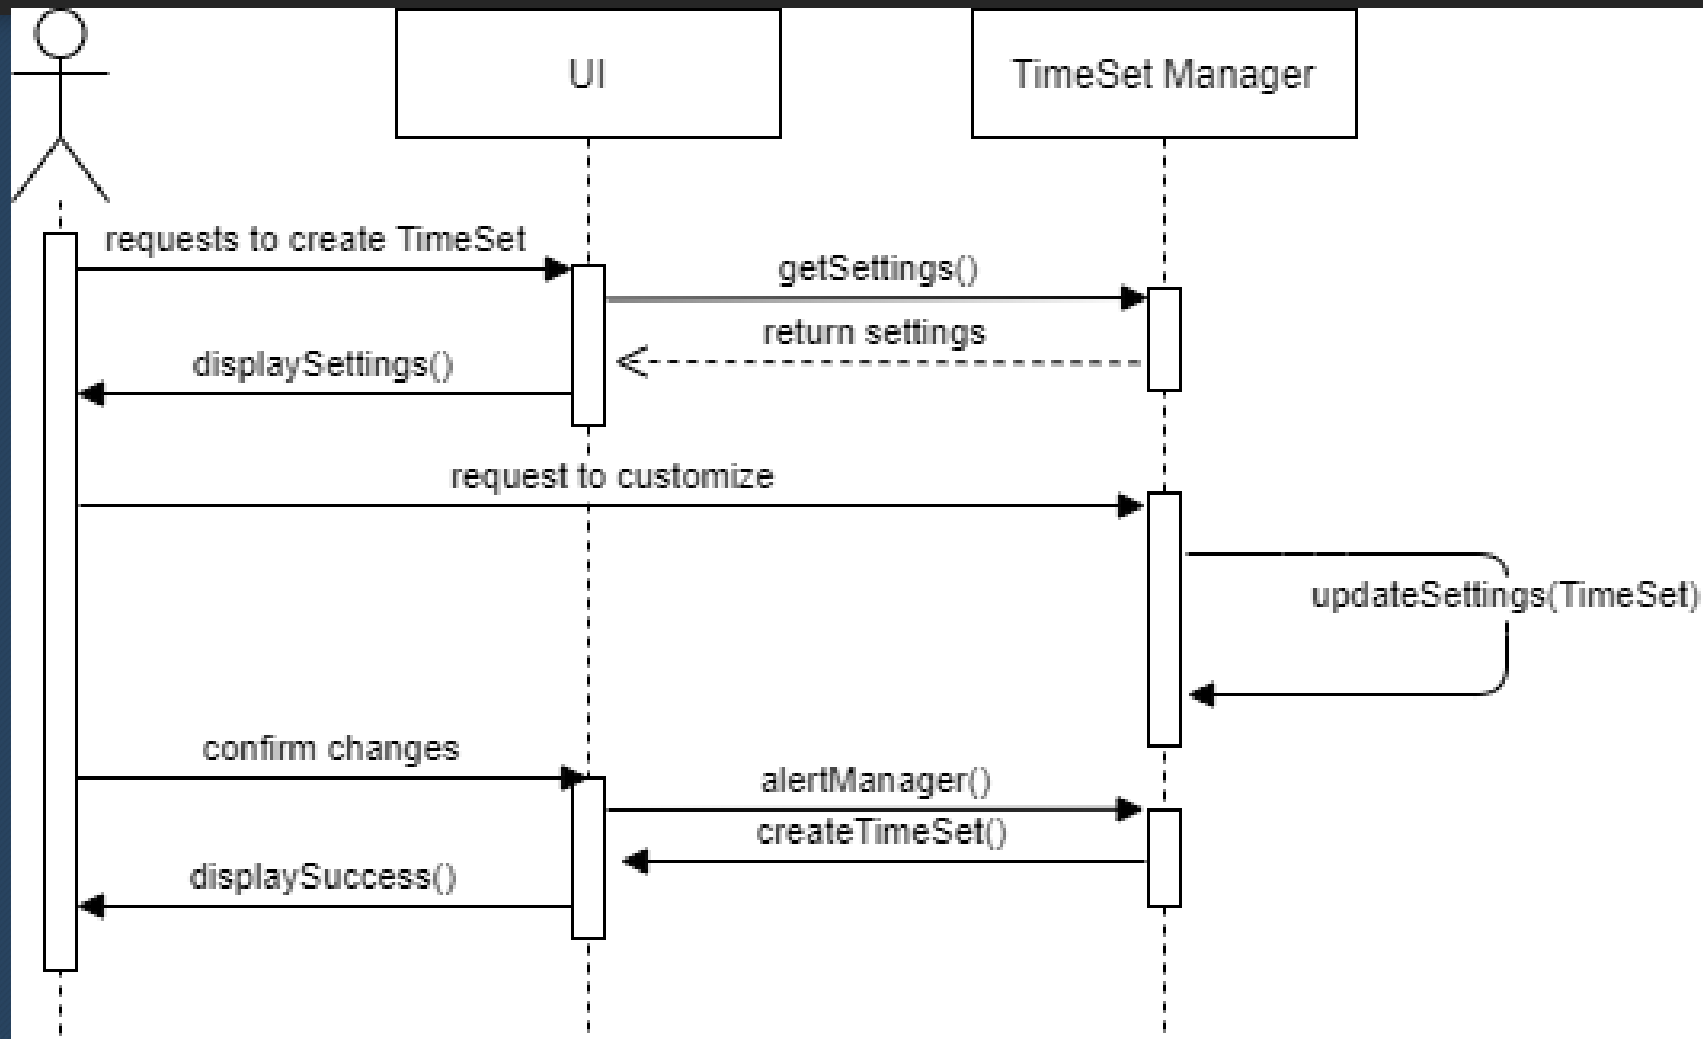 UI
TimeSet Manager
requests to create TimeSet
getSettings()
return settings
displaySettings()
request to customize
updateSettings(TimeSet)
confirm changes
alertManager()
createTimeSet()
displaySuccess()